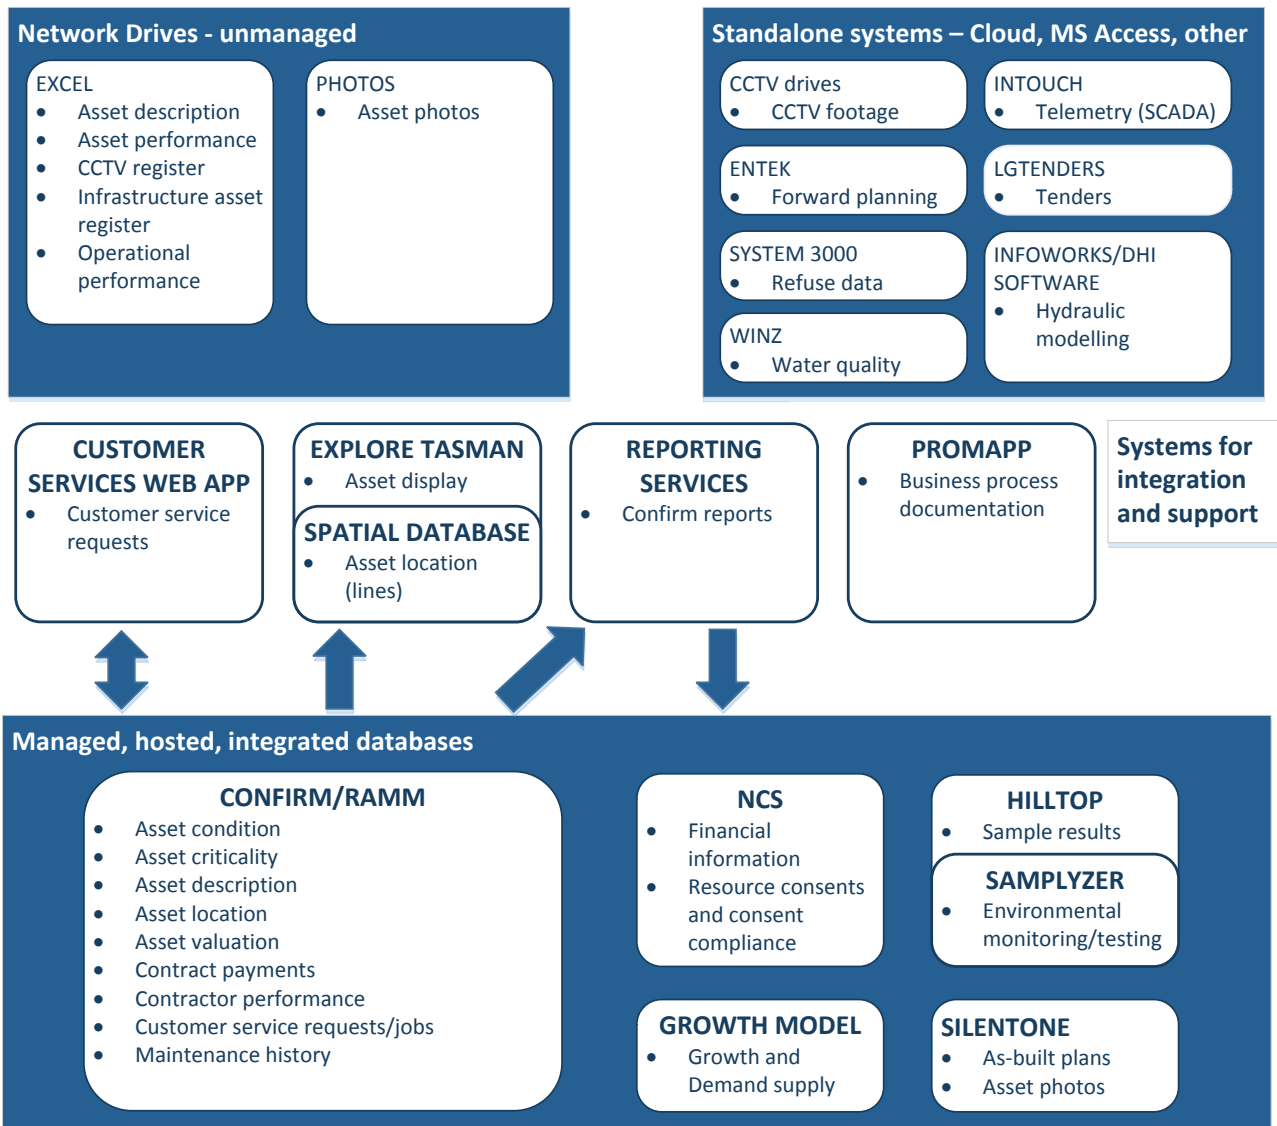 Network Drives - unmanaged
EXCEL
• Asset description
• Asset performance
• CCTV register
• Infrastructure asset
register
• Operational
performance
PHOTOS
• Asset photos
Standalone systems – Cloud, MS Access, other
CCTV drives
• CCTV footage
INTOUCH
• Telemetry (SCADA)
ENTEK
• Forward planning
LGTENDERS
• Tenders
SYSTEM 3000
• Refuse data
INFOWORKS/DHI
SOFTWARE
• Hydraulic
modelling
WINZ
• Water quality
CUSTOMER
SERVICES WEB APP
• Customer service
requests
EXPLORE TASMAN
• Asset display
SPATIAL DATABASE
• Asset location
(lines)
REPORTING
SERVICES
• Confirm reports
PROMAPP
• Business process
documentation
Systems for
integration
and support
Managed, hosted, integrated databases
CONFIRM/RAMM
• Asset condition
• Asset criticality
• Asset description
• Asset location
• Asset valuation
• Contract payments
• Contractor performance
• Customer service requests/jobs
• Maintenance history
NCS
• Financial
information
• Resource consents
and consent
compliance
HILLTOP
• Sample results
SAMPLYZER
• Environmental
monitoring/testing
GROWTH MODEL
• Growth and
Demand supply
SILENTONE
• As-built plans
• Asset photos